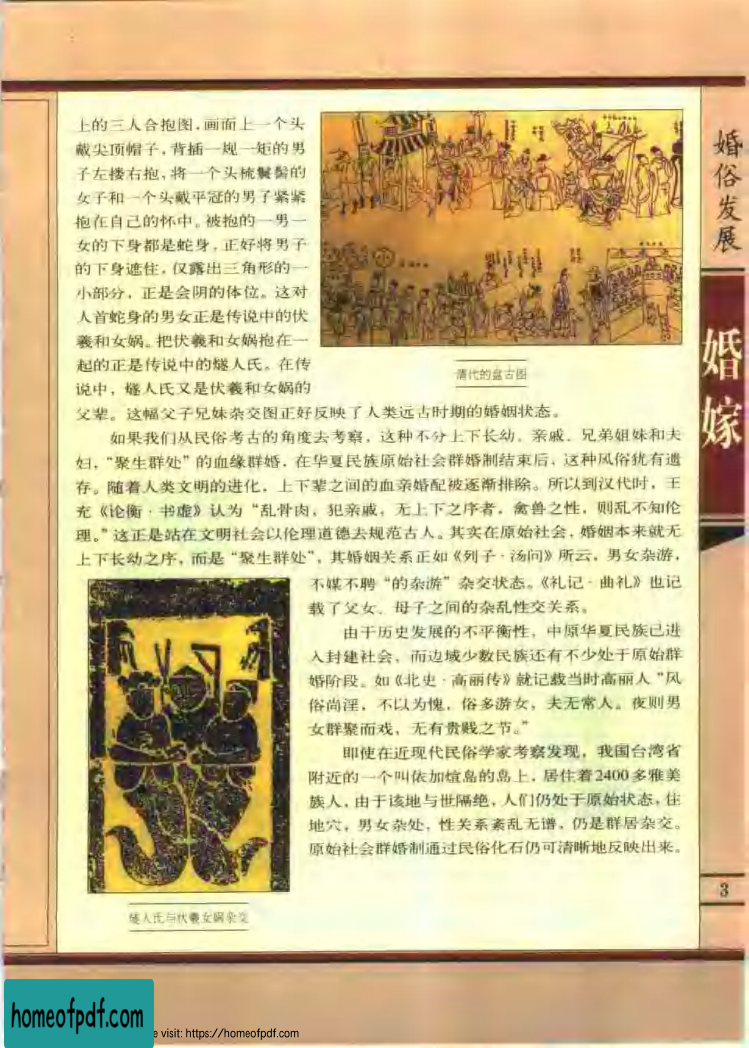 上的三人合抱图,画面上一个头
戴尖顶帽子,背插一规一矩的男
子左搂右抱,将一个头梳鬟髻的
女子和一个头戴平冠的男子紧紧
抱在自己的怀中。被抱的一男一
女的下身都是蛇身,正好将男子
的下身遮住,仅露出三角形的一
小部分,正是会阴的体位。这对
人首蛇身的男女正是传说中的伏
羲和女娲。把伏羲和女娲抱在一
起的正是传说中的燧人氏。在传
说中,燧人氏又是伏羲和女娲的
父辈。这幅父子兄妹杂交图正好反映了人类远古时期的婚姻状态。
清代的盘古图
如果我们从民俗考古的角度去考察,这种不分上下长幼、亲戚、兄弟姐妹和夫
妇,“聚生群处”的血缘群婚,在华夏民族原始社会群婚制结束后,这种风俗犹有遗
存。随着人类文明的进化,上下辈之间的血亲婚配被逐渐排除。所以到汉代时,王
充《论衡·书虚》认为“乱骨肉,犯亲戚,无上下之序者,禽兽之性,则乱不知伦
理。”这正是站在文明社会以伦理道德去规范古人。其实在原始社会,婚姻本来就无
上下长幼之序,而是“聚生群处”,其婚姻关系正如《列子·汤问》所云,男女杂游,
不媒不聘“的杂游”杂交状态。《礼记·曲礼》也记
载了父女、母子之间的杂乱性交关系。
由于历史发展的不平衡性,中原华夏民族已进
入封建社会,而边域少数民族还有不少处于原始群
婚阶段。如《北史·高丽传》就记载当时高丽人“风
俗尚淫,不以为愧,俗多游女,夫无常人。夜则男
女群聚而戏,无有贵贱之节。”
即使在近现代民俗学家考察发现,我国台湾省
附近的一个叫依加煊岛的岛上,居住着2400多雅美
族人,由于该地与世隔绝,人们仍处于原始状态,住
地穴,男女杂处,性关系紊乱无谱,仍是群居杂交。
原始社会群婚制通过民俗化石仍可清晰地反映出来。
燧人氏与伏羲女娲杂交
婚俗发展
婚嫁
3
homeofpdf.com
e visit: https://homeofpdf.com